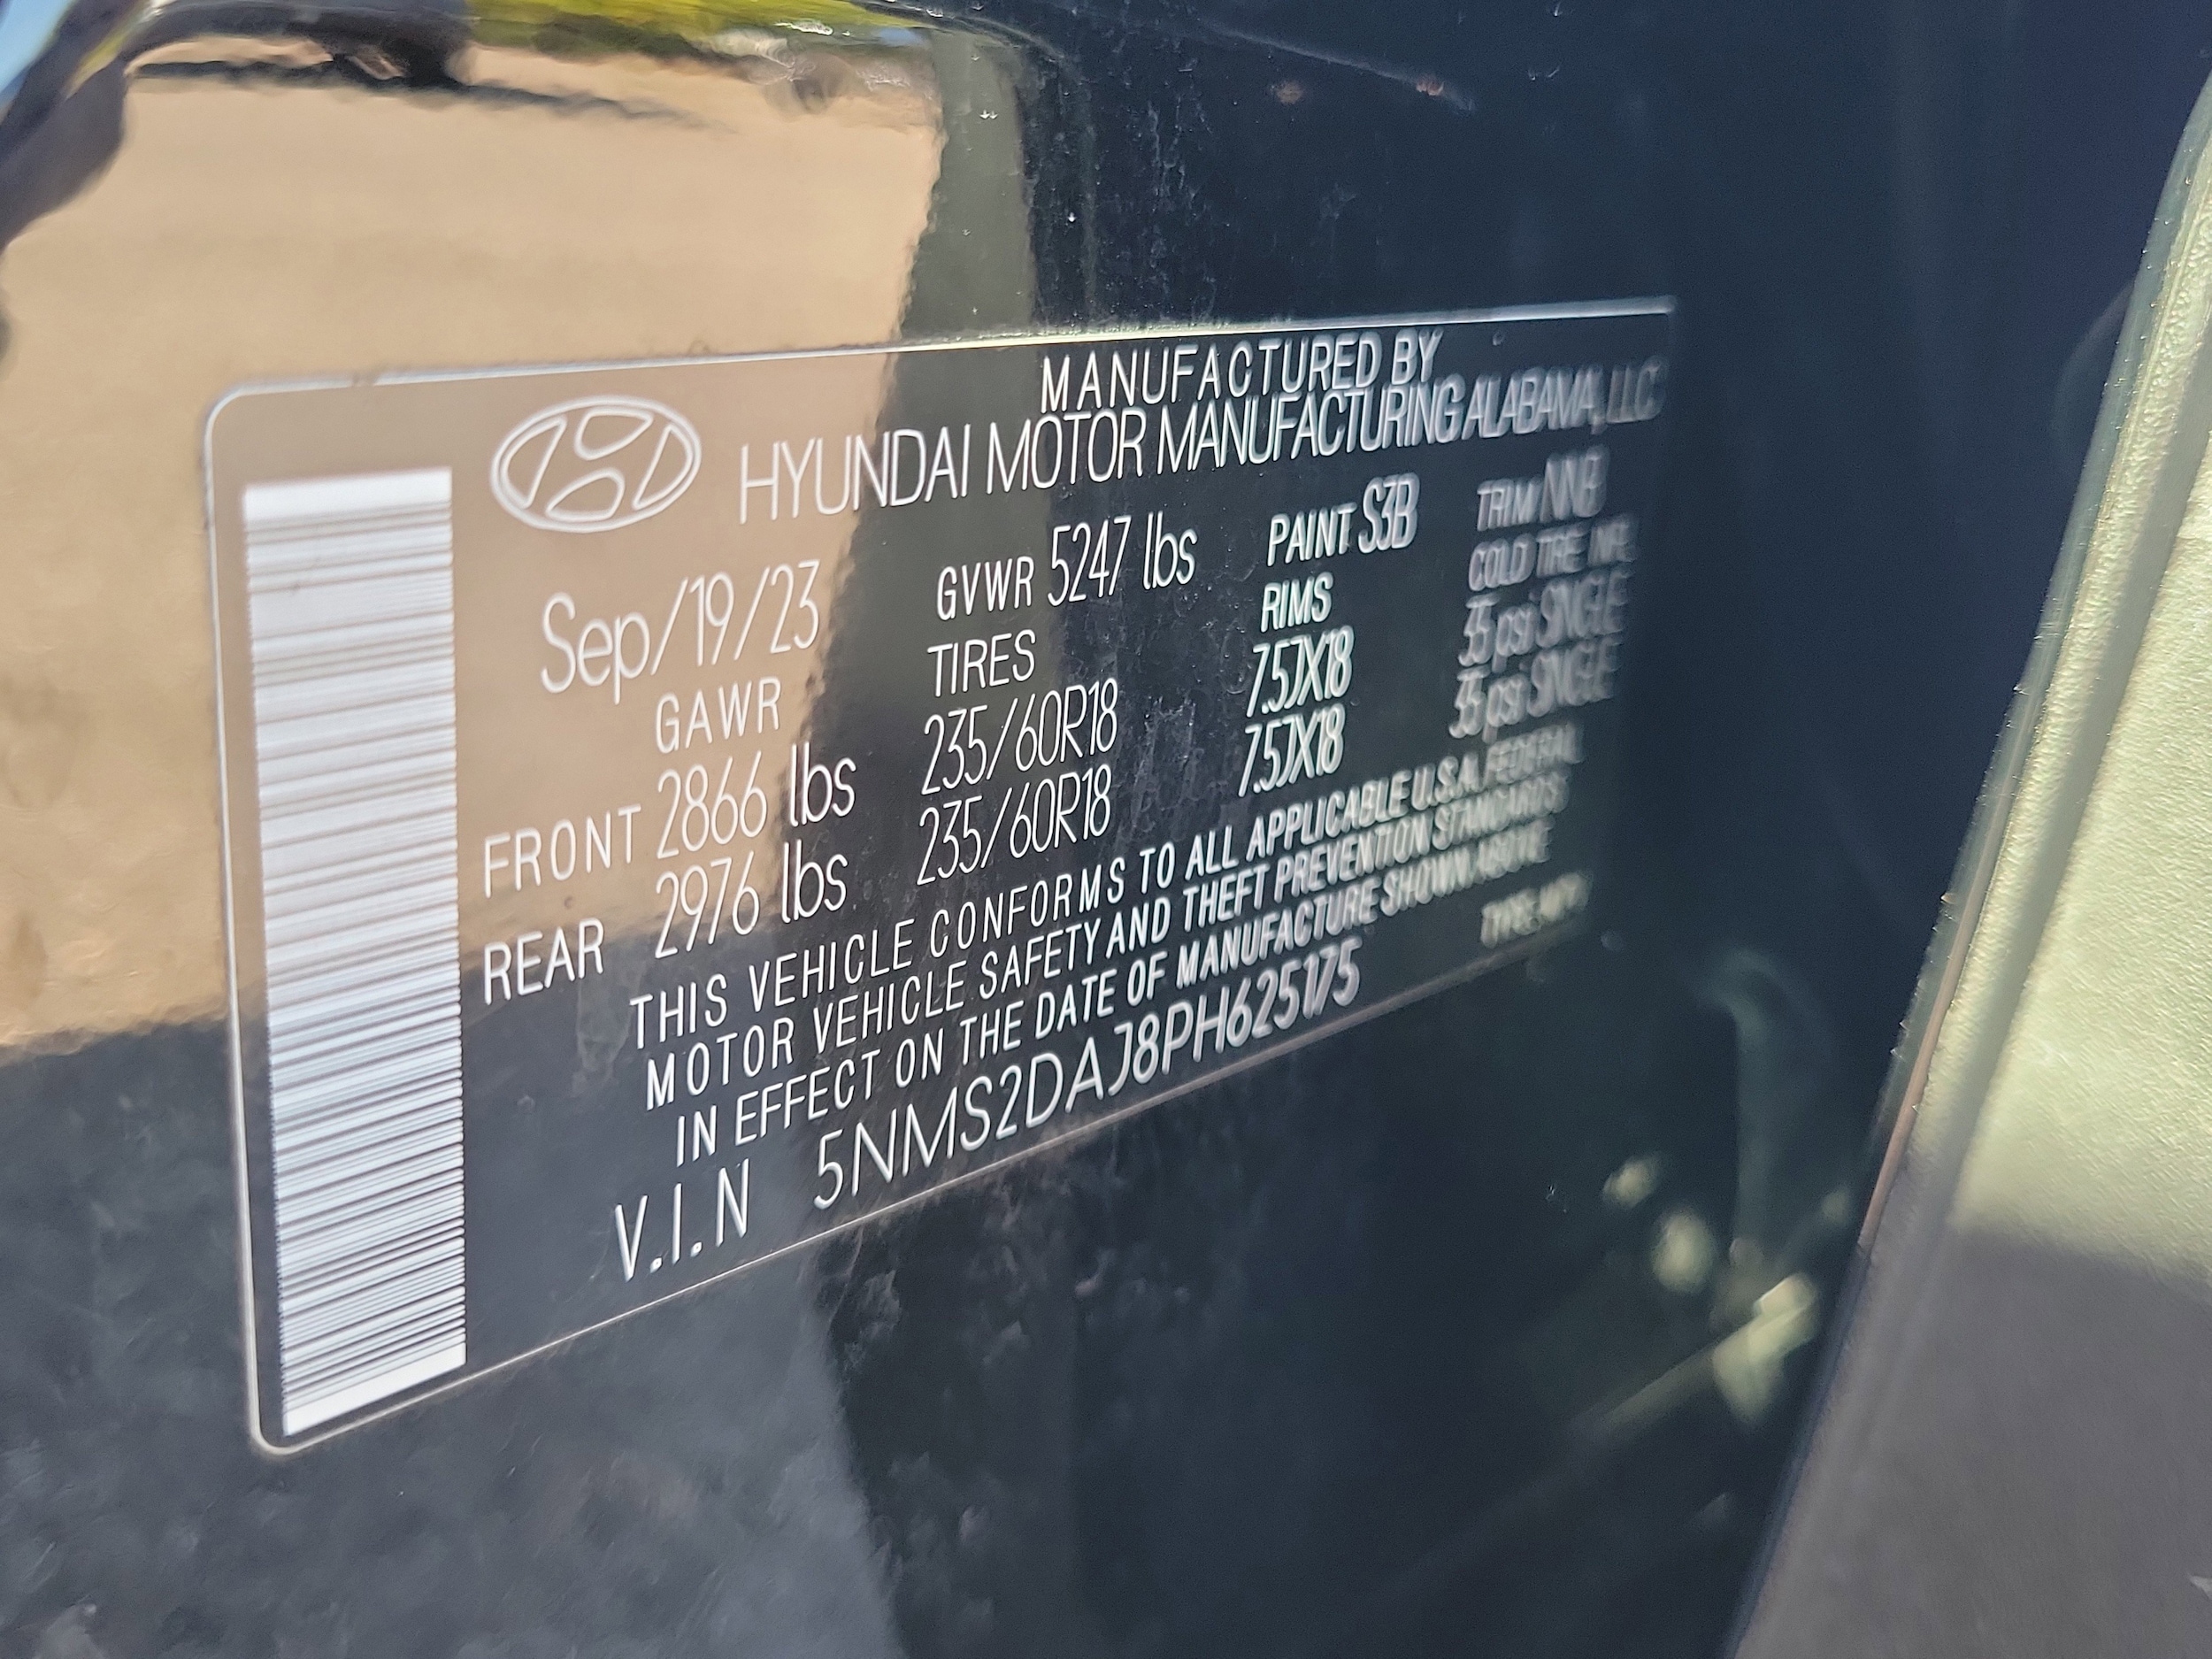 MANUFACTURED BY
HYUNDAI MOTOR MANUFACTURING ALABAMA, LLC
Sep/19/23 GVWR 5247 lbs PAINT S3B TRIM NNB
GAWR TIRES RIMS COLD TIRE
FRONT 2866 lbs 235/60R18 7.5JX18 35 psi SINGLE
REAR 2976 lbs 235/60R18 7.5JX18 35 psi SINGLE
THIS VEHICLE CONFORMS TO ALL APPLICABLE U.S.A. FEDERAL
MOTOR VEHICLE SAFETY AND THEFT PREVENTION STANDARDS
IN EFFECT ON THE DATE OF MANUFACTURE SHOWN ABOVE
V.I.N 5NMS2DAJ8PH625175 TYPE: